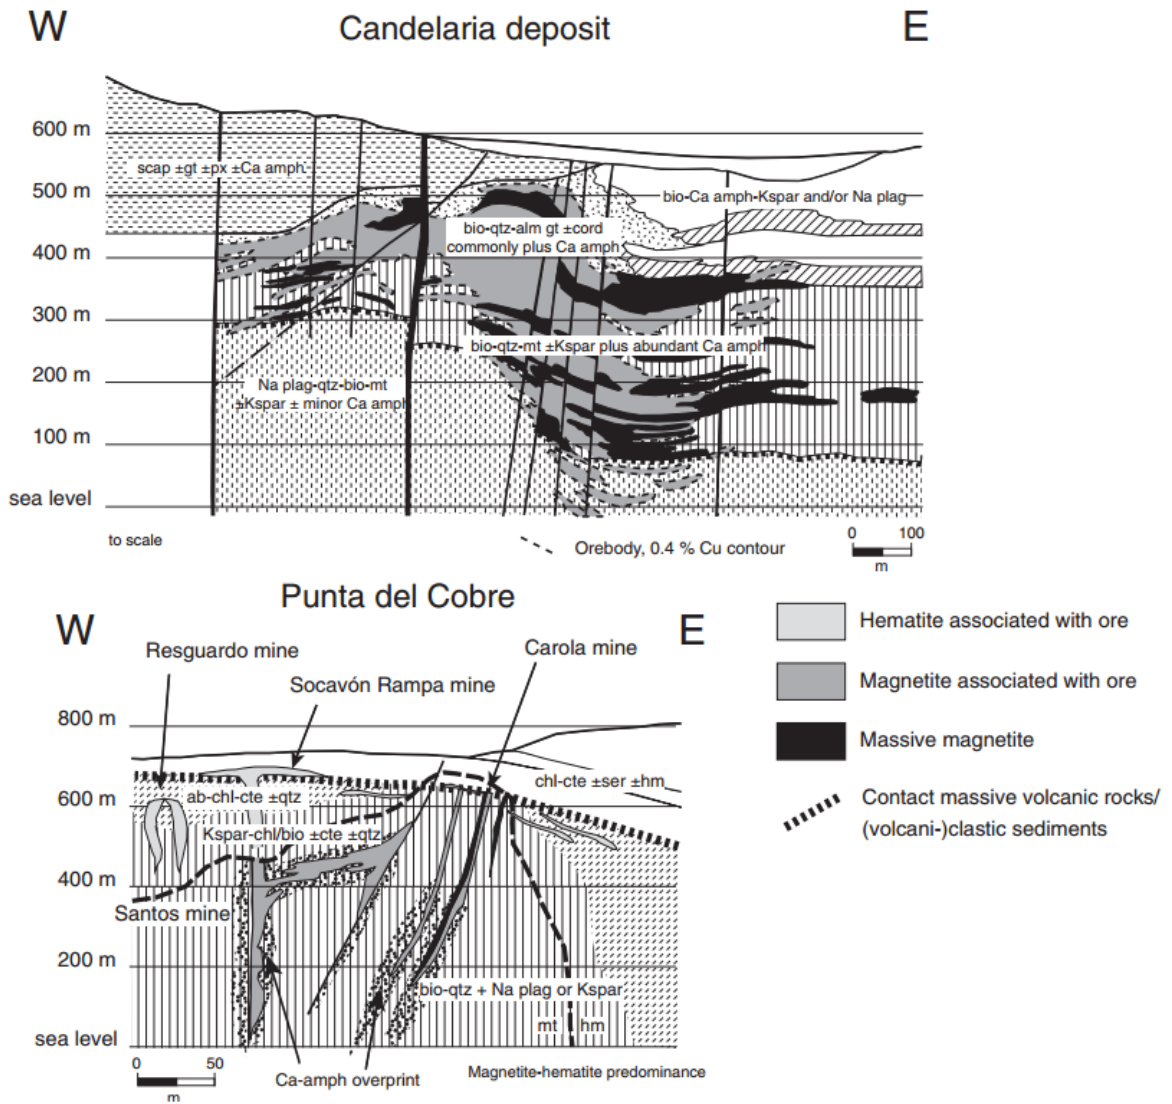 W
Candelaria deposit
E
600 m
scap ±gt ±px ±Ca amph
500 m
bio-Ca amph-Kspar and/or Na plag
bio-qtz-alm gt ±cord
commonly plus Ca amph
400 m
300 m
bio-qtz-mt ±Kspar plus abundant Ca amph
200 m
Na plag-qtz-bio-mt
±Kspar ± minor Ca amph
100 m
sea level
to scale
Orebody, 0.4 % Cu contour
0 100
m
Punta del Cobre
W
E
Resguardo mine
Carola mine
Socavón Rampa mine
800 m
chl-cte ±ser ±hm
600 m
ab-chl-cte ±qtz
Kspar-chl/bio ±cte ±qtz
400 m
Santos mine
200 m
bio-qtz + Na plag or Kspar
mt hm
sea level
0 50
m
Ca-amph overprint
Magnetite-hematite predominance
Hematite associated with ore
Magnetite associated with ore
Massive magnetite
Contact massive volcanic rocks/
(volcani-)clastic sediments